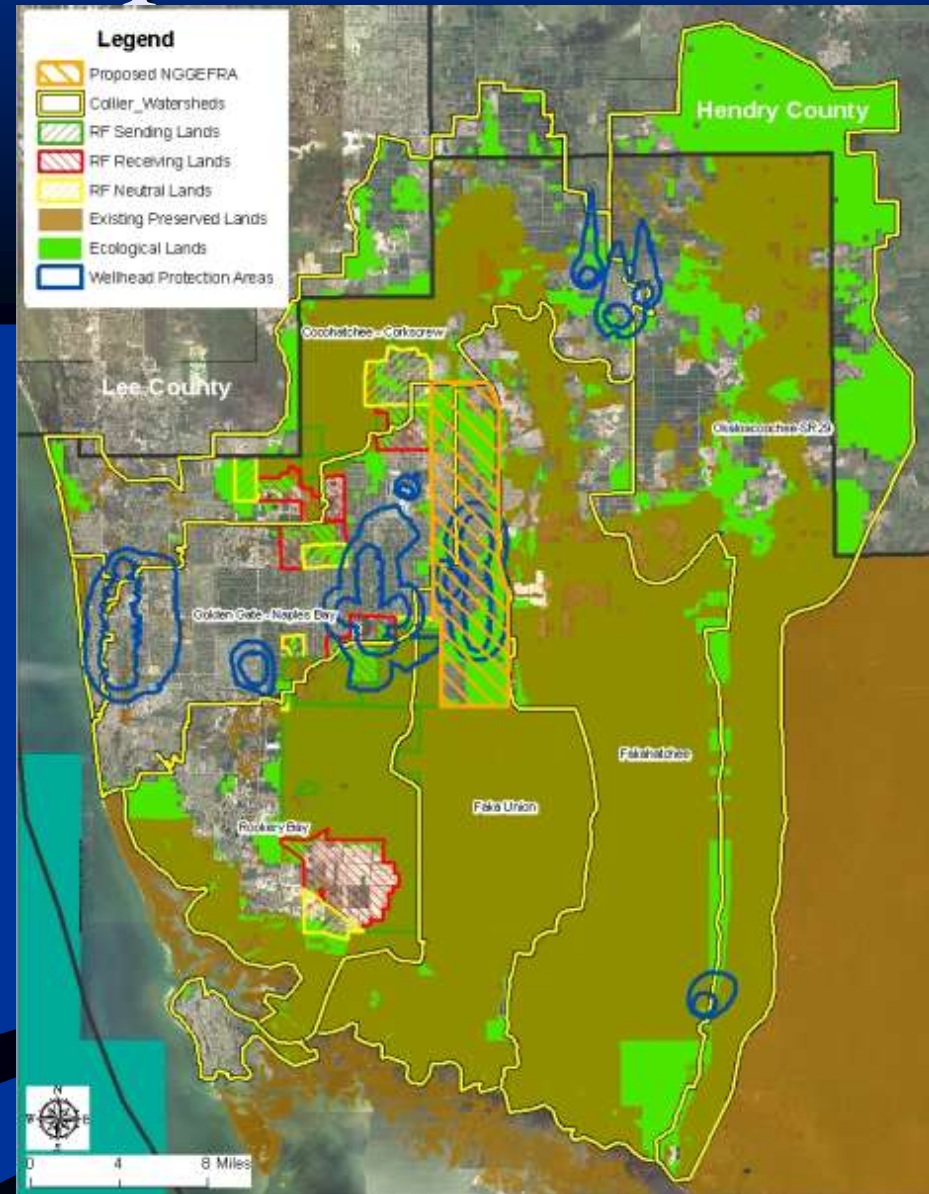 Legend
Proposed NGGEFRA
Collier_Watersheds
RF Sending Lands
RF Receiving Lands
RF Neutral Lands
Existing Preserved Lands
Ecological Lands
Wellhead Protection Areas
Hendry County
Cocohatchee - Corkscrew
Lee County
Okaloacoochee-SR29
Golden Gate - Naples Bay
Fakahatchee
Faka Union
Rookery Bay
N
W E
S
0 4 8 Miles